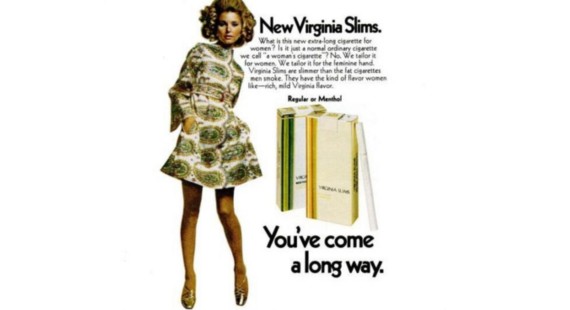 New Virginia Slims.
What is this new extra-long cigarette for
women? Is it just a normal ordinary cigarette
we call "a woman's cigarette"? No. We tailor it
for women. We tailor it for the feminine hand.
Virginia Slims are slimmer than the fat cigarettes
men smoke. They have the kind of flavor women
like—rich, mild Virginia flavor.
Regular or Menthol
VIRGINIA SLIMS
You've come
a long way.